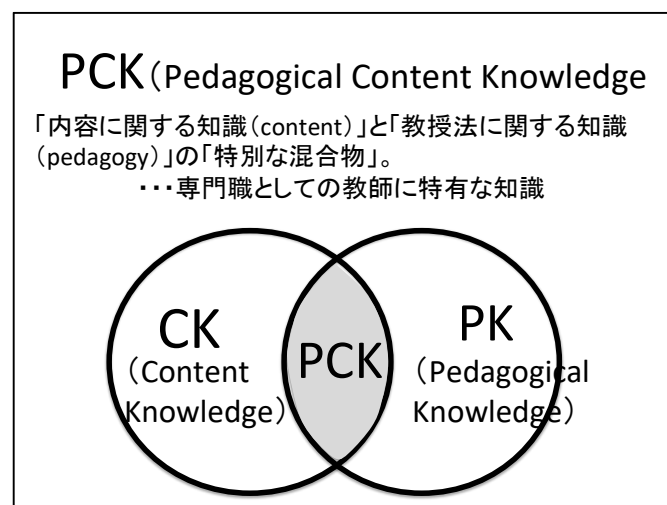 PCK(Pedagogical Content Knowledge
「内容に関する知識(content)」と「教授法に関する知識
(pedagogy)」の「特別な混合物」。
・・・専門職としての教師に特有な知識
CK
(Content
Knowledge)
PCK
PK
(Pedagogical
Knowledge)